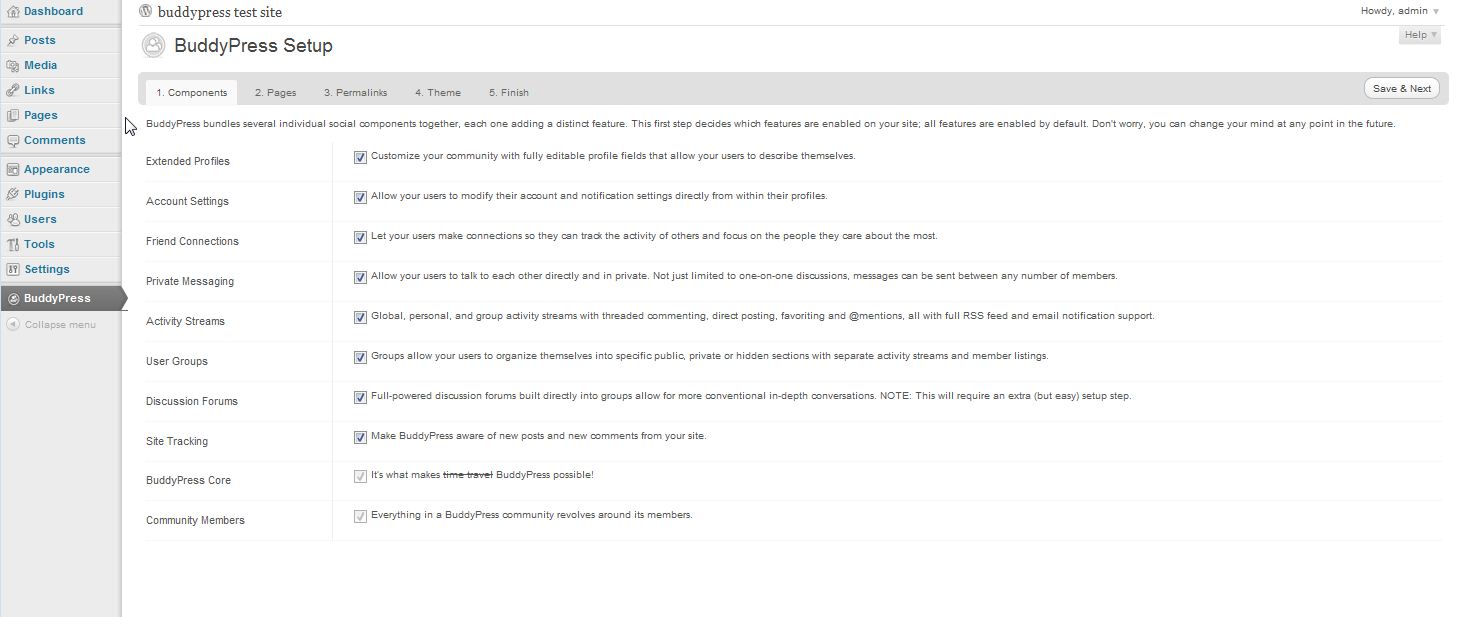 Dashboard
Posts
Media
Links
Pages
Comments
Appearance
Plugins
Users
Tools
Settings
BuddyPress
Collapse menu
buddypress test site
Howdy, admin
Help
BuddyPress Setup
1. Components 2. Pages 3. Permalinks 4. Theme 5. Finish Save & Next
BuddyPress bundles several individual social components together, each one adding a distinct feature. This first step decides which features are enabled on your site; all features are enabled by default. Don't worry, you can change your mind at any point in the future.
Extended Profiles Customize your community with fully editable profile fields that allow your users to describe themselves.
Account Settings Allow your users to modify their account and notification settings directly from within their profiles.
Friend Connections Let your users make connections so they can track the activity of others and focus on the people they care about the most.
Private Messaging Allow your users to talk to each other directly and in private. Not just limited to one-on-one discussions, messages can be sent between any number of members.
Activity Streams Global, personal, and group activity streams with threaded commenting, direct posting, favoriting and @mentions, all with full RSS feed and email notification support.
User Groups Groups allow your users to organize themselves into specific public, private or hidden sections with separate activity streams and member listings.
Discussion Forums Full-powered discussion forums built directly into groups allow for more conventional in-depth conversations. NOTE: This will require an extra (but easy) setup step.
Site Tracking Make BuddyPress aware of new posts and new comments from your site.
BuddyPress Core It's what makes time travel BuddyPress possible!
Community Members Everything in a BuddyPress community revolves around its members.